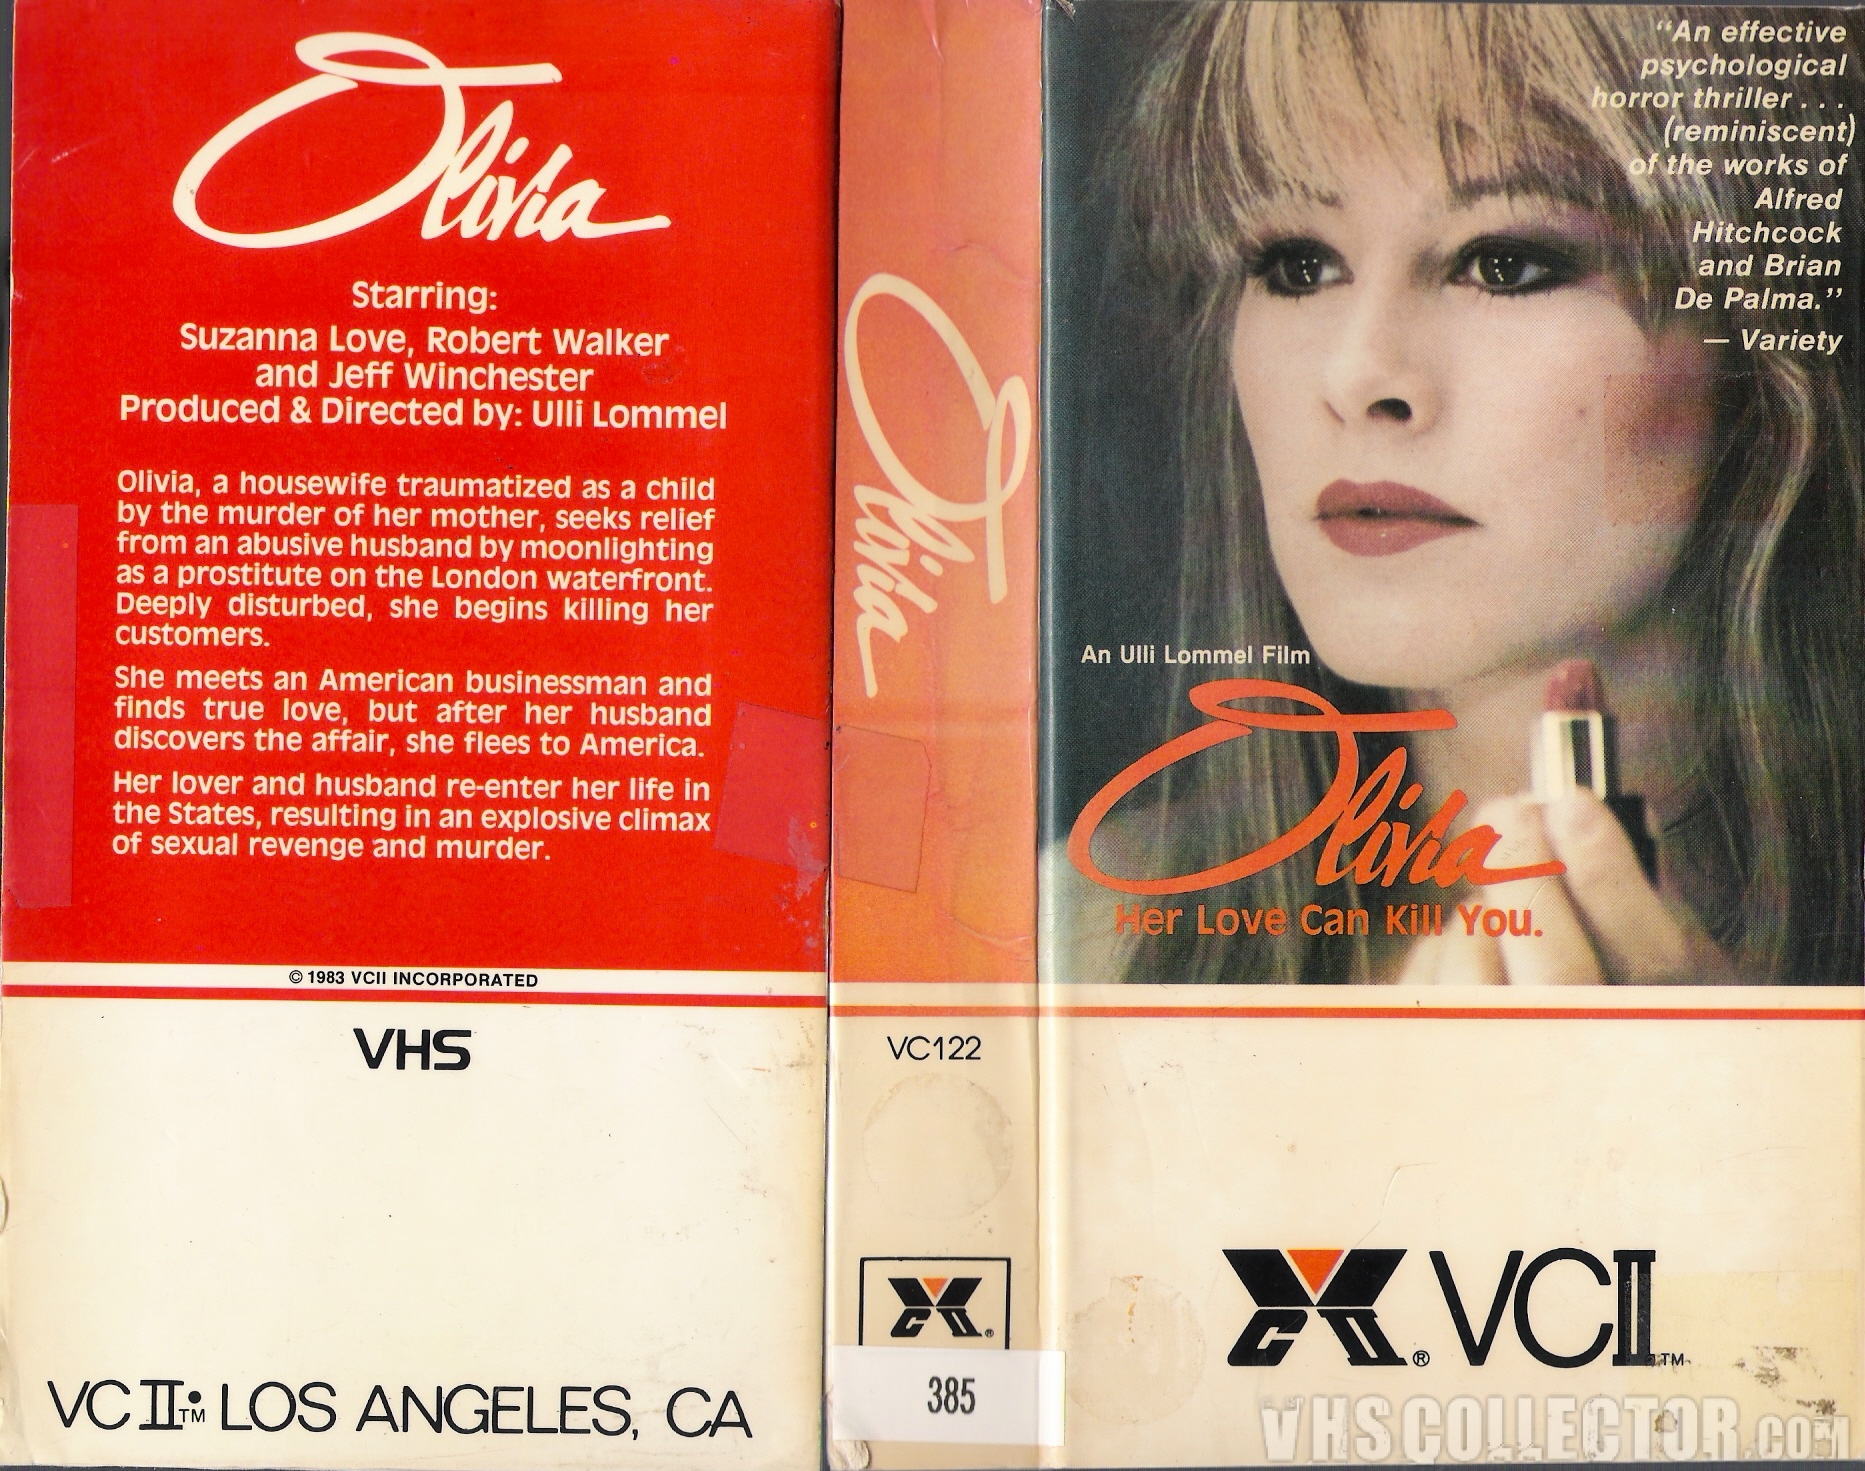 Olivia
Starring:
Suzanna Love, Robert Walker
and Jeff Winchester
Produced & Directed by: Ulli Lommel
Olivia, a housewife traumatized as a child
by the murder of her mother, seeks relief
from an abusive husband by moonlighting
as a prostitute on the London waterfront.
Deeply disturbed, she begins killing her
customers.
She meets an American businessman and
finds true love, but after her husband
discovers the affair, she flees to America.
Her lover and husband re-enter her life in
the States, resulting in an explosive climax
of sexual revenge and murder.
© 1983 VCII INCORPORATED
VHS
VC II™ • LOS ANGELES, CA
Olivia
VC122
VCII®
385
"An effective
psychological
horror thriller . . .
(reminiscent)
of the works of
Alfred
Hitchcock
and Brian
De Palma."
— Variety
An Ulli Lommel Film
Olivia
Her Love Can Kill You.
VCII® VCII™
VHSCOLLECTOR.COM